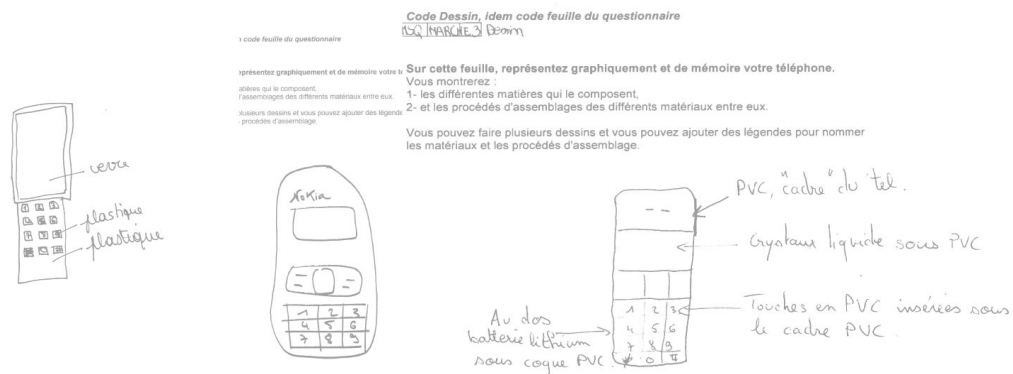 Code Dessin, idem code feuille du questionnaire
MARCHE 3 Dessin
n code feuille du questionnaire
Sur cette feuille, représentez graphiquement et de mémoire votre téléphone.
Vous montrerez :
1- les différentes matières qui le composent,
2- et les procédés d'assemblages des différents matériaux entre eux.
Vous pouvez faire plusieurs dessins et vous pouvez ajouter des légendes pour nommer
les matériaux et les procédés d'assemblage.
eprésentez graphiquement et de mémoire votre t
atières qui le composent,
l'assemblages des différents matériaux entre eux.
plusieurs dessins et vous pouvez ajouter des légende
procédés d'assemblage.
verre
plastique
plastique
Nokia
1 2 3
4 5 6
7 8 9
PVC, "cadre" du tel.
Crystaux liquide sous PVC
Touches en PVC insérées sous
le cadre PVC.
1 2 3
4 5 6
7 8 9
* 0 #
Au dos
batterie lithium
sous coque PVC.